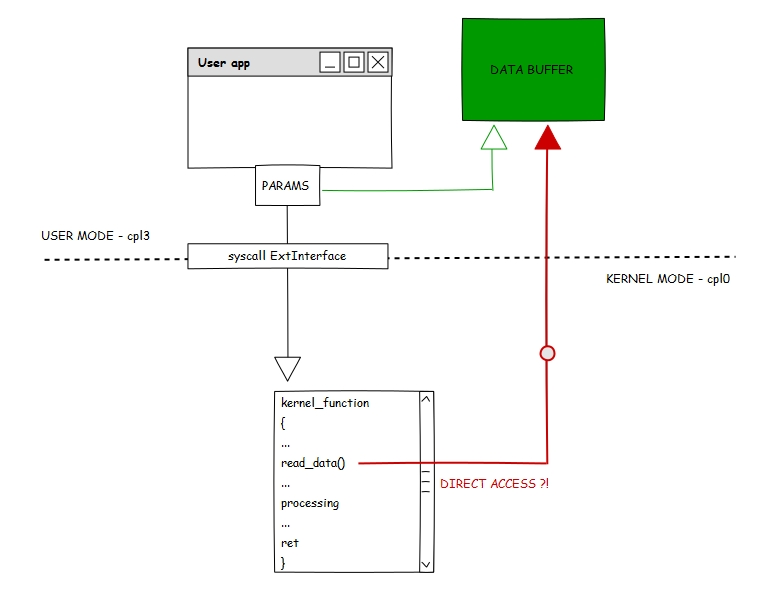 User app
DATA BUFFER
PARAMS
USER MODE - cpl3
syscall ExtInterface
KERNEL MODE - cpl0
kernel_function
{
...
read_data()
...
DIRECT ACCESS ?!
processing
...
ret
}